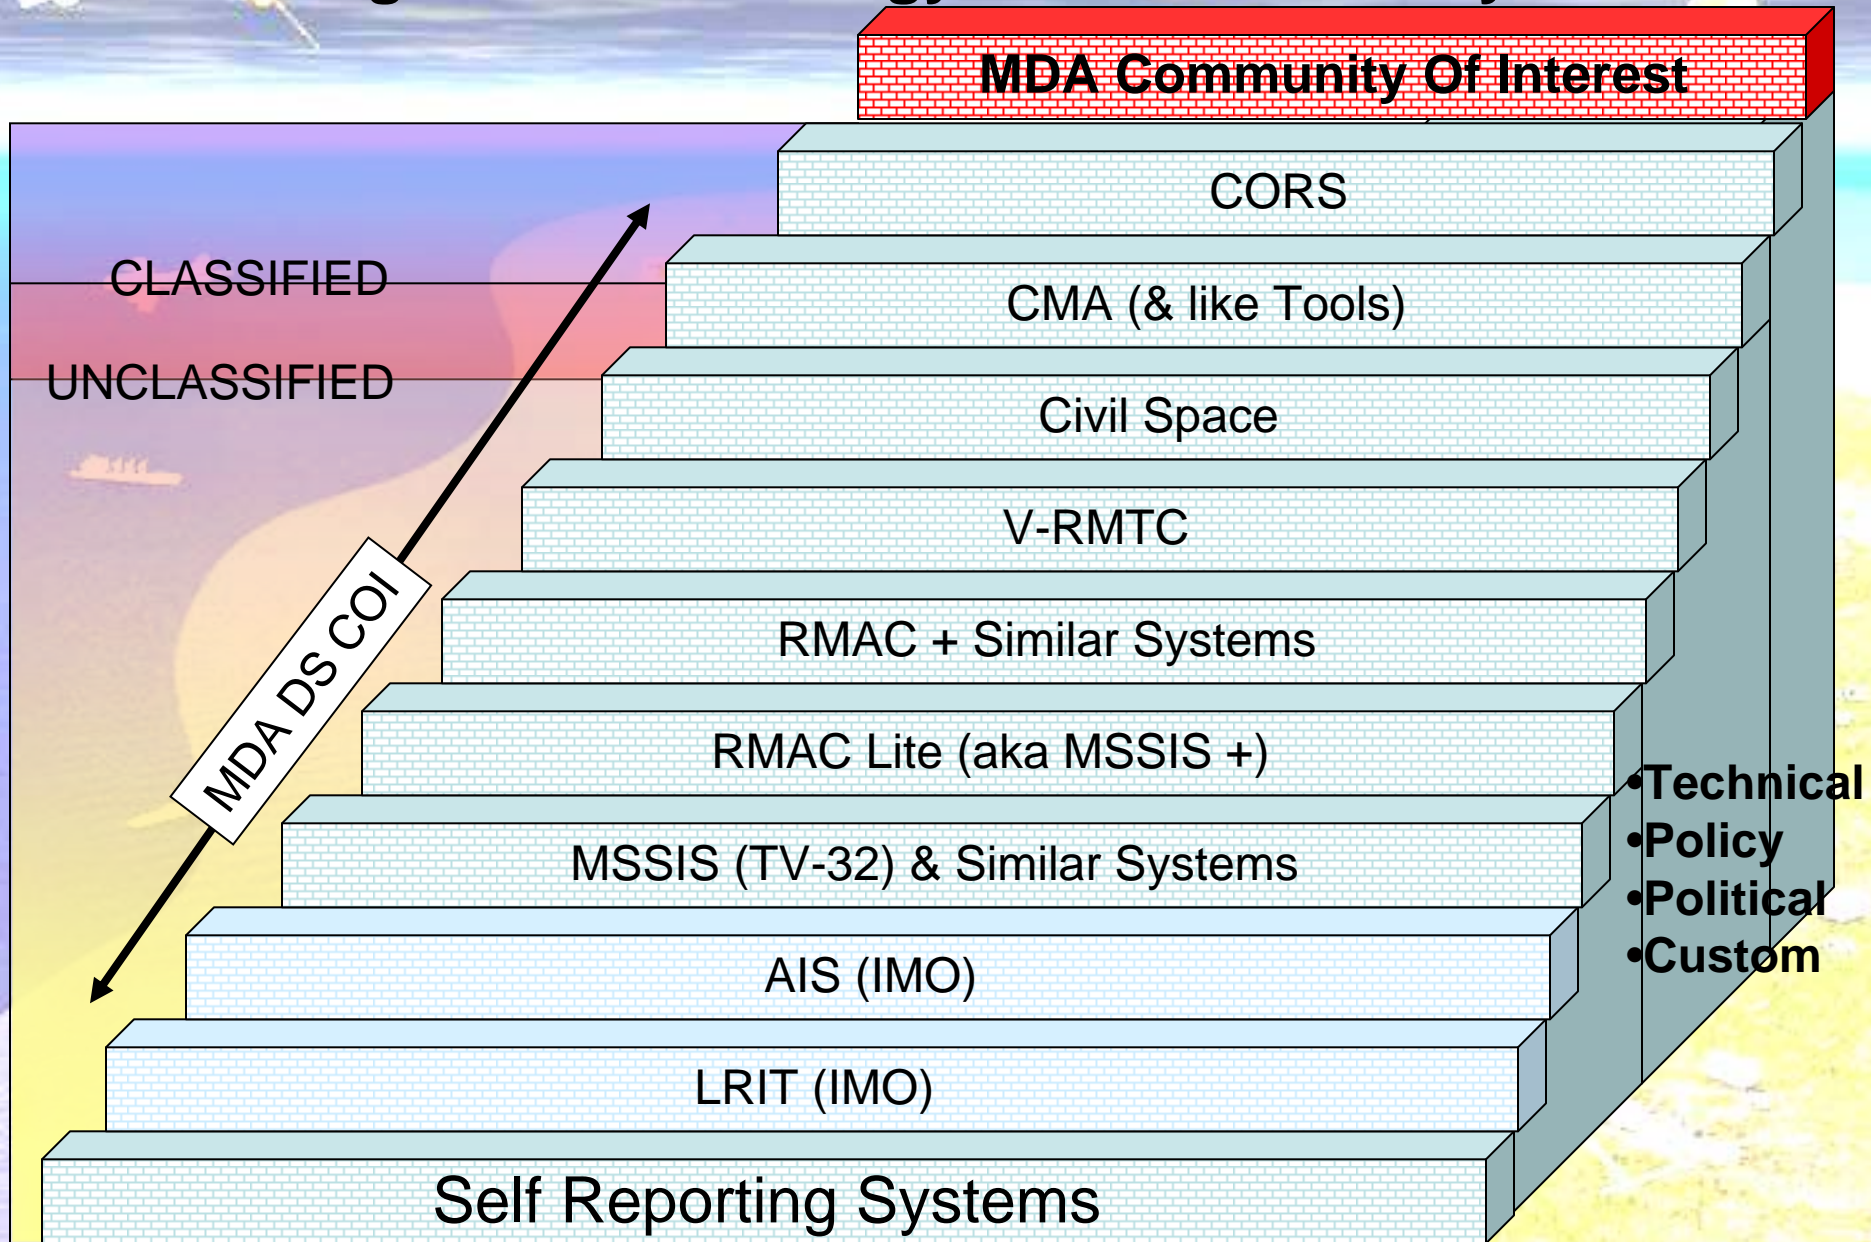 MDA Community Of Interest
CORS
CLASSIFIED
CMA (& like Tools)
UNCLASSIFIED
Civil Space
V-RMTC
MDA DS COI
RMAC + Similar Systems
RMAC Lite (aka MSSIS +)
•Technical
•Policy
•Political
•Custom
MSSIS (TV-32) & Similar Systems
AIS (IMO)
LRIT (IMO)
Self Reporting Systems